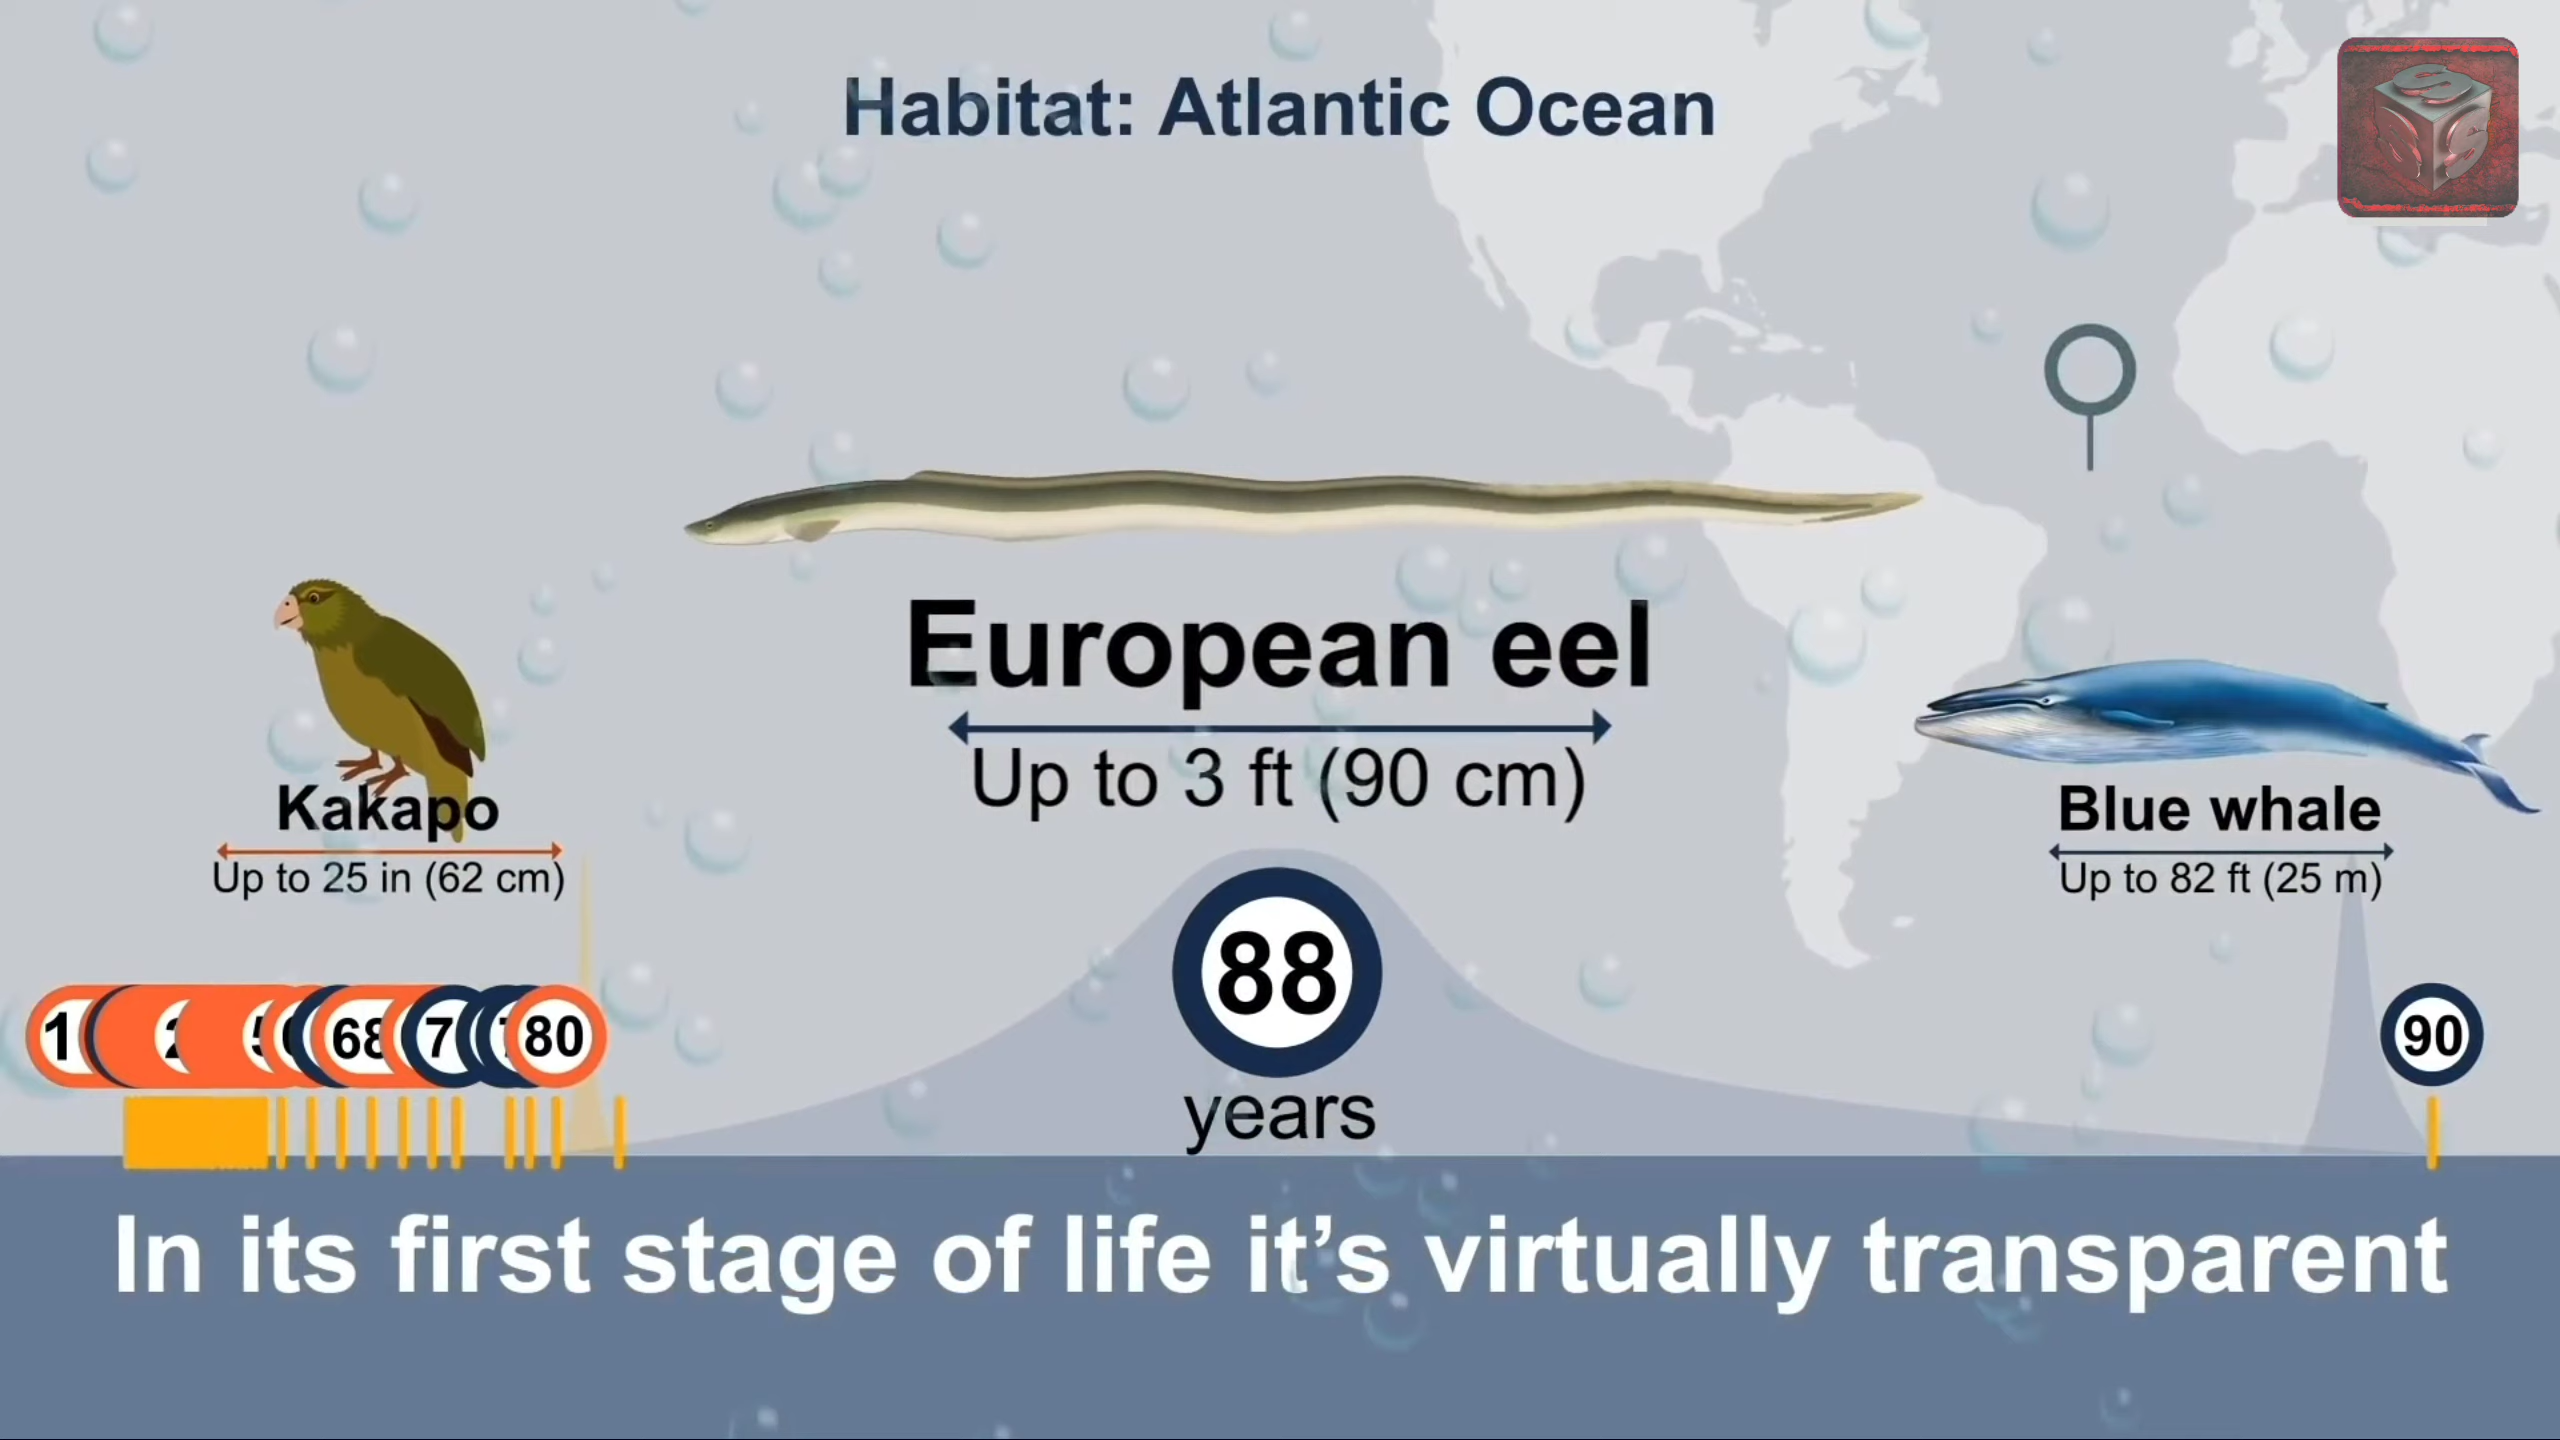 Habitat: Atlantic Ocean
European eel
Up to 3 ft (90 cm)
Kakapo
Up to 25 in (62 cm)
Blue whale
Up to 82 ft (25 m)
68
80
88
years
90
In its first stage of life it’s virtually transparent